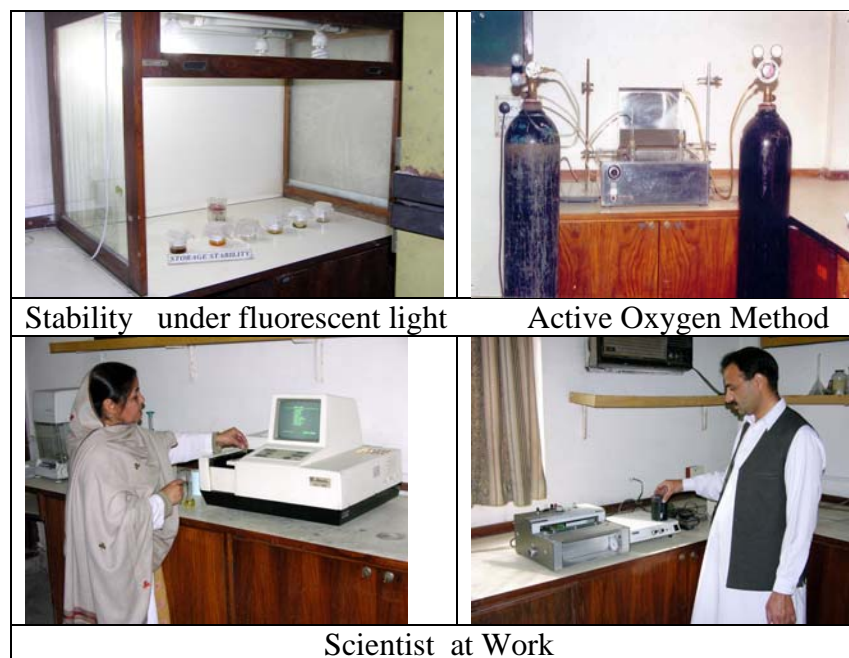 STORAGE STABILITY
Stability under fluorescent light
Active Oxygen Method
Scientist at Work